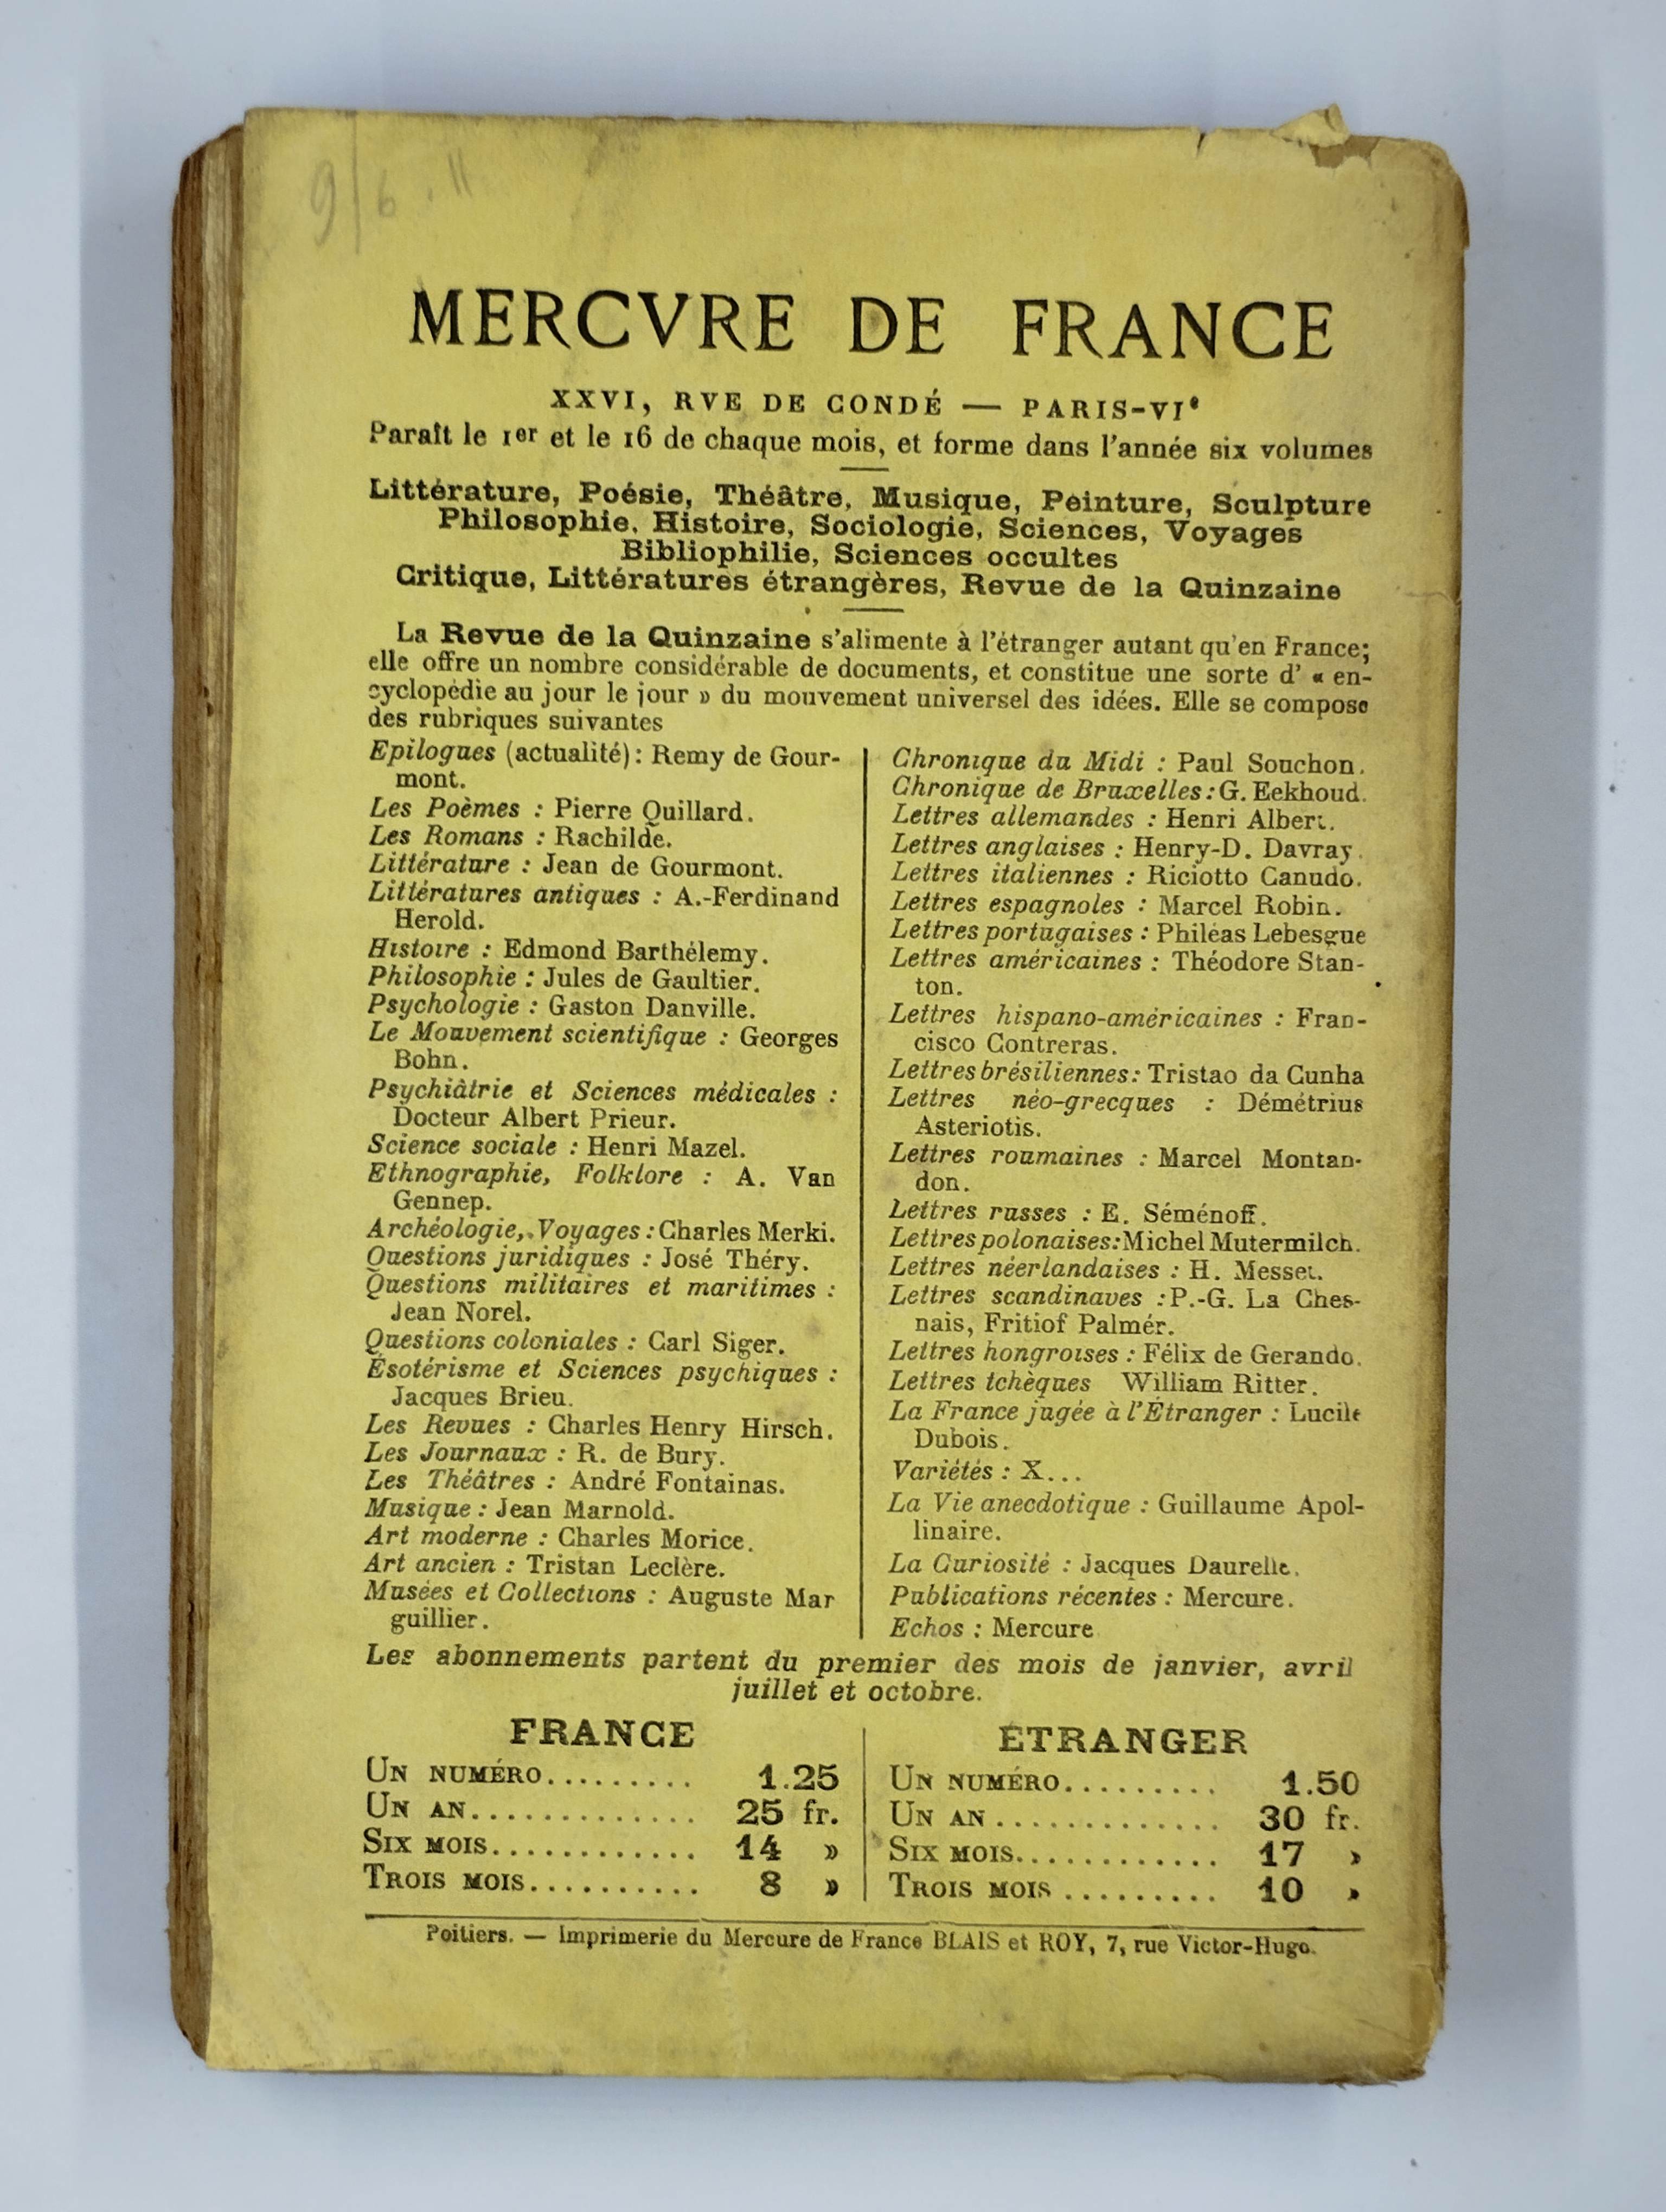 9/6 . "
MERCVRE DE FRANCE
XXVI, RVE DE CONDÉ — PARIS-VIe
Paraît le 1er et le 16 de chaque mois, et forme dans l'année six volumes
Littérature, Poésie, Théâtre, Musique, Peinture, Sculpture
Philosophie, Histoire, Sociologie, Sciences, Voyages
Bibliophilie, Sciences occultes
Critique, Littératures étrangères, Revue de la Quinzaine
La Revue de la Quinzaine s'alimente à l'étranger autant qu'en France;
elle offre un nombre considérable de documents, et constitue une sorte d' « en-
cyclopédie au jour le jour » du mouvement universel des idées. Elle se compose
des rubriques suivantes
Epilogues (actualité): Remy de Gour-
mont.
Les Poèmes : Pierre Quillard.
Les Romans : Rachilde.
Littérature : Jean de Gourmont.
Littératures antiques : A.-Ferdinand
Herold.
Histoire : Edmond Barthélemy.
Philosophie : Jules de Gaultier.
Psychologie : Gaston Danville.
Le Mouvement scientifique : Georges
Bohn.
Psychiâtrie et Sciences médicales :
Docteur Albert Prieur.
Science sociale : Henri Mazel.
Ethnographie, Folklore : A. Van
Gennep.
Archéologie, Voyages : Charles Merki.
Questions juridiques : José Théry.
Questions militaires et maritimes :
Jean Norel.
Questions coloniales : Carl Siger.
Ésotérisme et Sciences psychiques :
Jacques Brieu.
Les Revues : Charles Henry Hirsch.
Les Journaux : R. de Bury.
Les Théâtres : André Fontainas.
Musique : Jean Marnold.
Art moderne : Charles Morice.
Art ancien : Tristan Leclère.
Musées et Collections : Auguste Mar
guillier.
Chronique du Midi : Paul Souchon.
Chronique de Bruxelles : G. Eekhoud.
Lettres allemandes : Henri Albert.
Lettres anglaises : Henry-D. Davray.
Lettres italiennes : Riciotto Canudo.
Lettres espagnoles : Marcel Robin.
Lettres portugaises : Philéas Lebesgue
Lettres américaines : Théodore Stan-
ton.
Lettres hispano-américaines : Fran-
cisco Contreras.
Lettres brésiliennes: Tristao da Cunha
Lettres néo-grecques : Démétrius
Asteriotis.
Lettres roumaines : Marcel Montan-
don.
Lettres russes : E. Séménoff.
Lettres polonaises: Michel Mutermilch.
Lettres néerlandaises : H. Messet.
Lettres scandinaves : P.-G. La Ches-
nais, Fritiof Palmér.
Lettres hongroises : Félix de Gerando.
Lettres tchèques William Ritter.
La France jugée à l'Étranger : Lucile
Dubois.
Variétés : X...
La Vie anecdotique : Guillaume Apol-
linaire.
La Curiosité : Jacques Daurelle.
Publications récentes : Mercure.
Echos : Mercure
Les abonnements partent du premier des mois de janvier, avril
juillet et octobre.
FRANCE
UN NUMÉRO......... 1.25
UN AN............. 25 fr.
SIX MOIS............ 14 »
TROIS MOIS.......... 8 »
ÉTRANGER
UN NUMÉRO......... 1.50
UN AN............. 30 fr.
SIX MOIS............ 17 »
TROIS MOIS ......... 10 »
Poitiers. — Imprimerie du Mercure de France BLAIS et ROY, 7, rue Victor-Hugo.